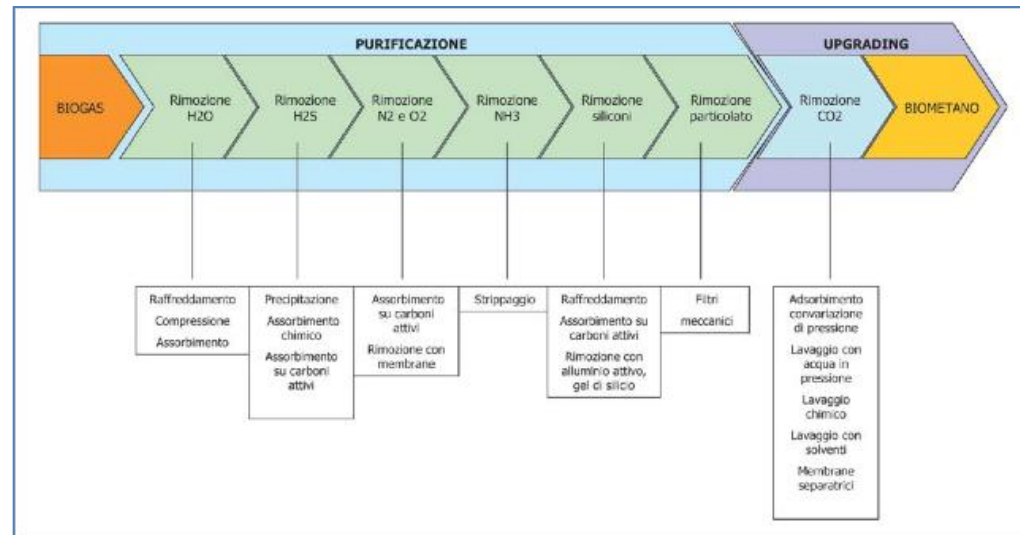 PURIFICAZIONE
UPGRADING
BIOGAS
Rimozione
H2O
Rimozione
H2S
Rimozione
N2 e O2
Rimozione
NH3
Rimozione
siliconi
Rimozione
particolato
Rimozione
CO2
BIOMETANO
Raffreddamento
Compressione
Assorbimento
Precipitazione
Assorbimento
chimico
Assorbimento
su carboni
attivi
Assorbimento
su carboni
attivi
Rimozione con
membrane
Strippaggio
Raffreddamento
Assorbimento su
carboni attivi
Rimozione con
alluminio attivo,
gel di silicio
Filtri
meccanici
Adsorbimento
convariazione
di pressione
Lavaggio con
acqua in
pressione
Lavaggio
chimico
Lavaggio con
solventi
Membrane
separatrici